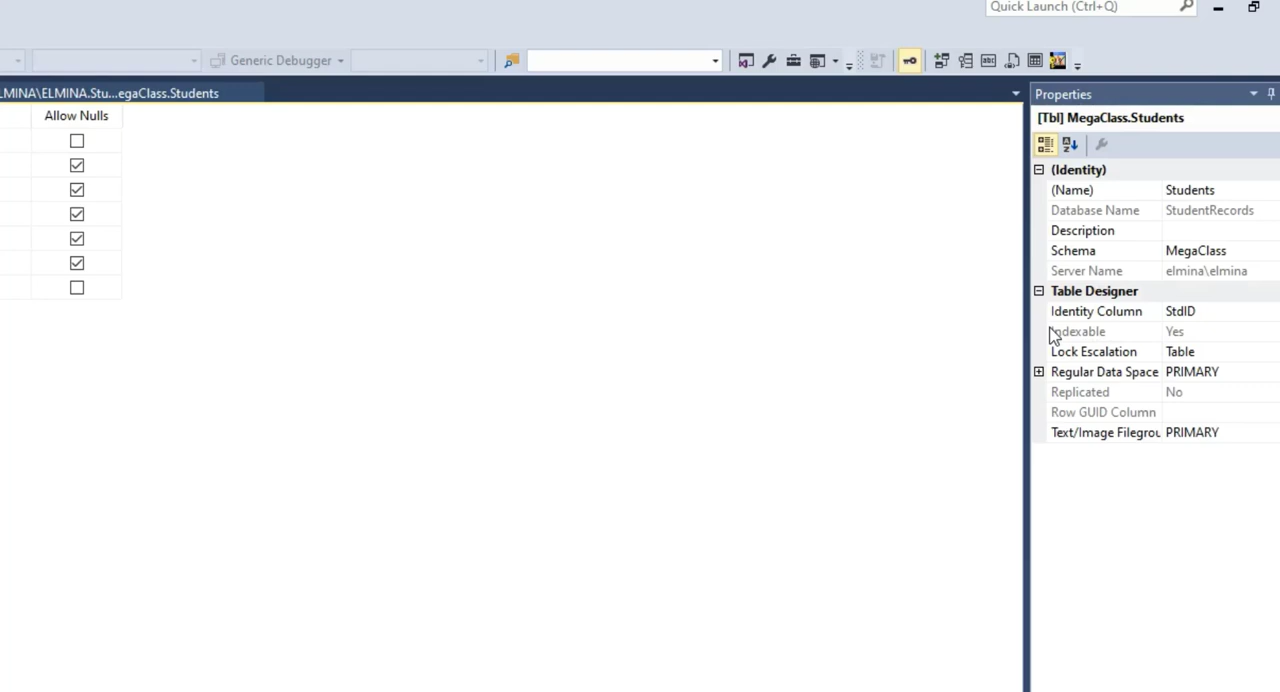 Quick Launch (Ctrl+Q)
Generic Debugger
LMINA\ELMINA.Stu...egaClass.Students
Properties
Allow Nulls
[Tbl] MegaClass.Students
(Identity)
(Name) Students
Database Name StudentRecords
Description
Schema MegaClass
Server Name elmina\elmina
Table Designer
Identity Column StdID
Indexable Yes
Lock Escalation Table
Regular Data Space PRIMARY
Replicated No
Row GUID Column
Text/Image Filegrou PRIMARY